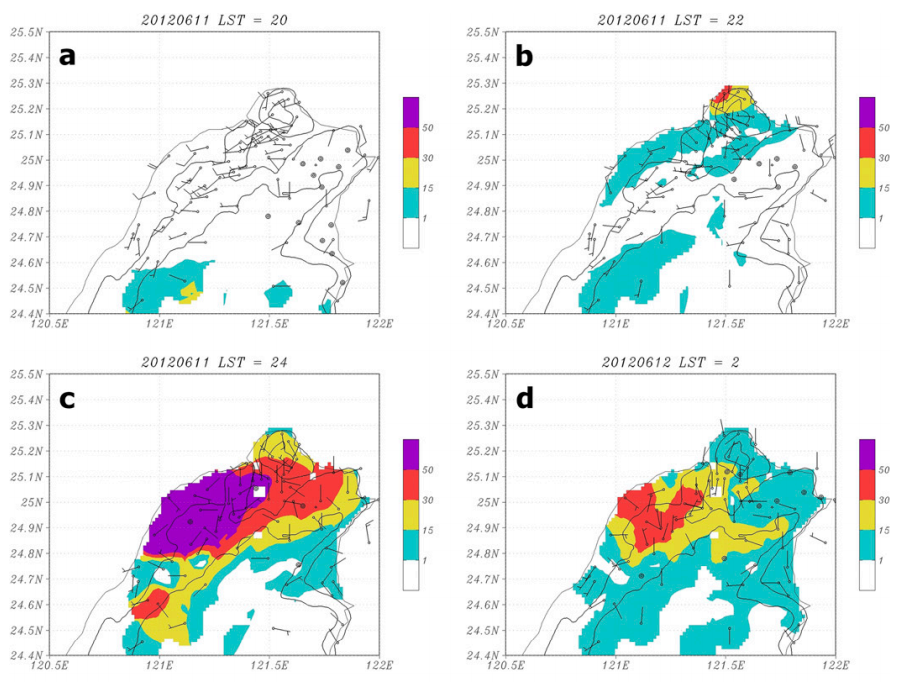 20120611 LST = 20
a
25.5N
25.4N
25.3N
25.2N
25.1N
25N
24.9N
24.8N
24.7N
24.6N
24.5N
24.4N
120.5E 121E 121.5E 122E
50
30
15
1
20120611 LST = 22
b
25.5N
25.4N
25.3N
25.2N
25.1N
25N
24.9N
24.8N
24.7N
24.6N
24.5N
24.4N
120.5E 121E 121.5E 122E
50
30
15
1
20120611 LST = 24
c
25.5N
25.4N
25.3N
25.2N
25.1N
25N
24.9N
24.8N
24.7N
24.6N
24.5N
24.4N
120.5E 121E 121.5E 122E
50
30
15
1
20120612 LST = 2
d
25.5N
25.4N
25.3N
25.2N
25.1N
25N
24.9N
24.8N
24.7N
24.6N
24.5N
24.4N
120.5E 121E 121.5E 122E
50
30
15
1